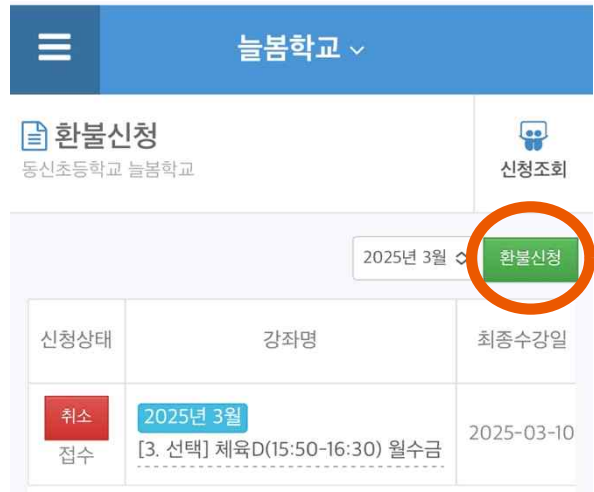 늘봄학교
환불신청
동신초등학교 늘봄학교
신청조회
2025년 3월 환불신청
신청상태 강좌명 최종수강일
취소
접수
2025년 3월
[3. 선택] 체육D(15:50-16:30) 월수금
2025-03-10